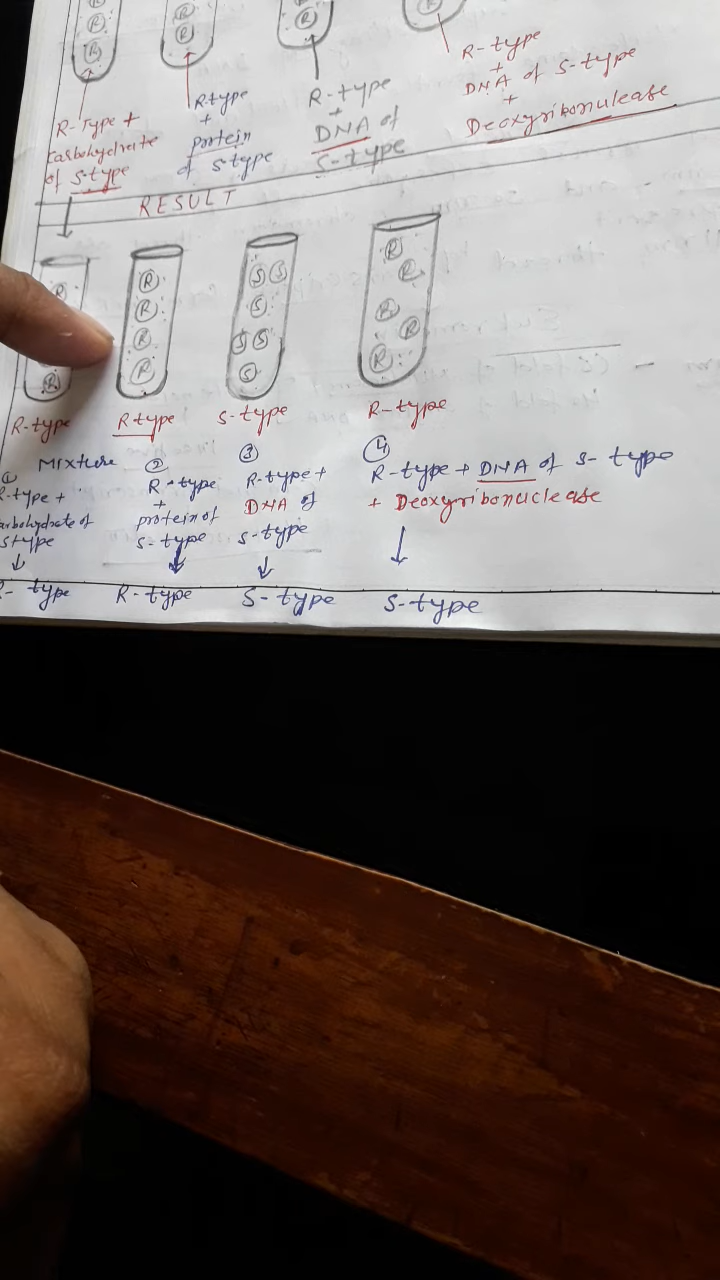 R-Type +
carbohydrate
of S-type
R-type
+
protein
of S-type
R-type
+
DNA of
S-type
R-type
+
DNA of S-type
+
Deoxyribonulease
RESULT
R-type
R-type
S-type
R-type
Mixture
①
R-type +
carbohydrate of
S type
↓
R- type
②
R-type
+
protein of
S-type
↓
R-type
③
R-type +
DNA of
S-type
↓
S-type
④
R-type + DNA of S-type
+ Deoxyribonuclease
↓
S-type